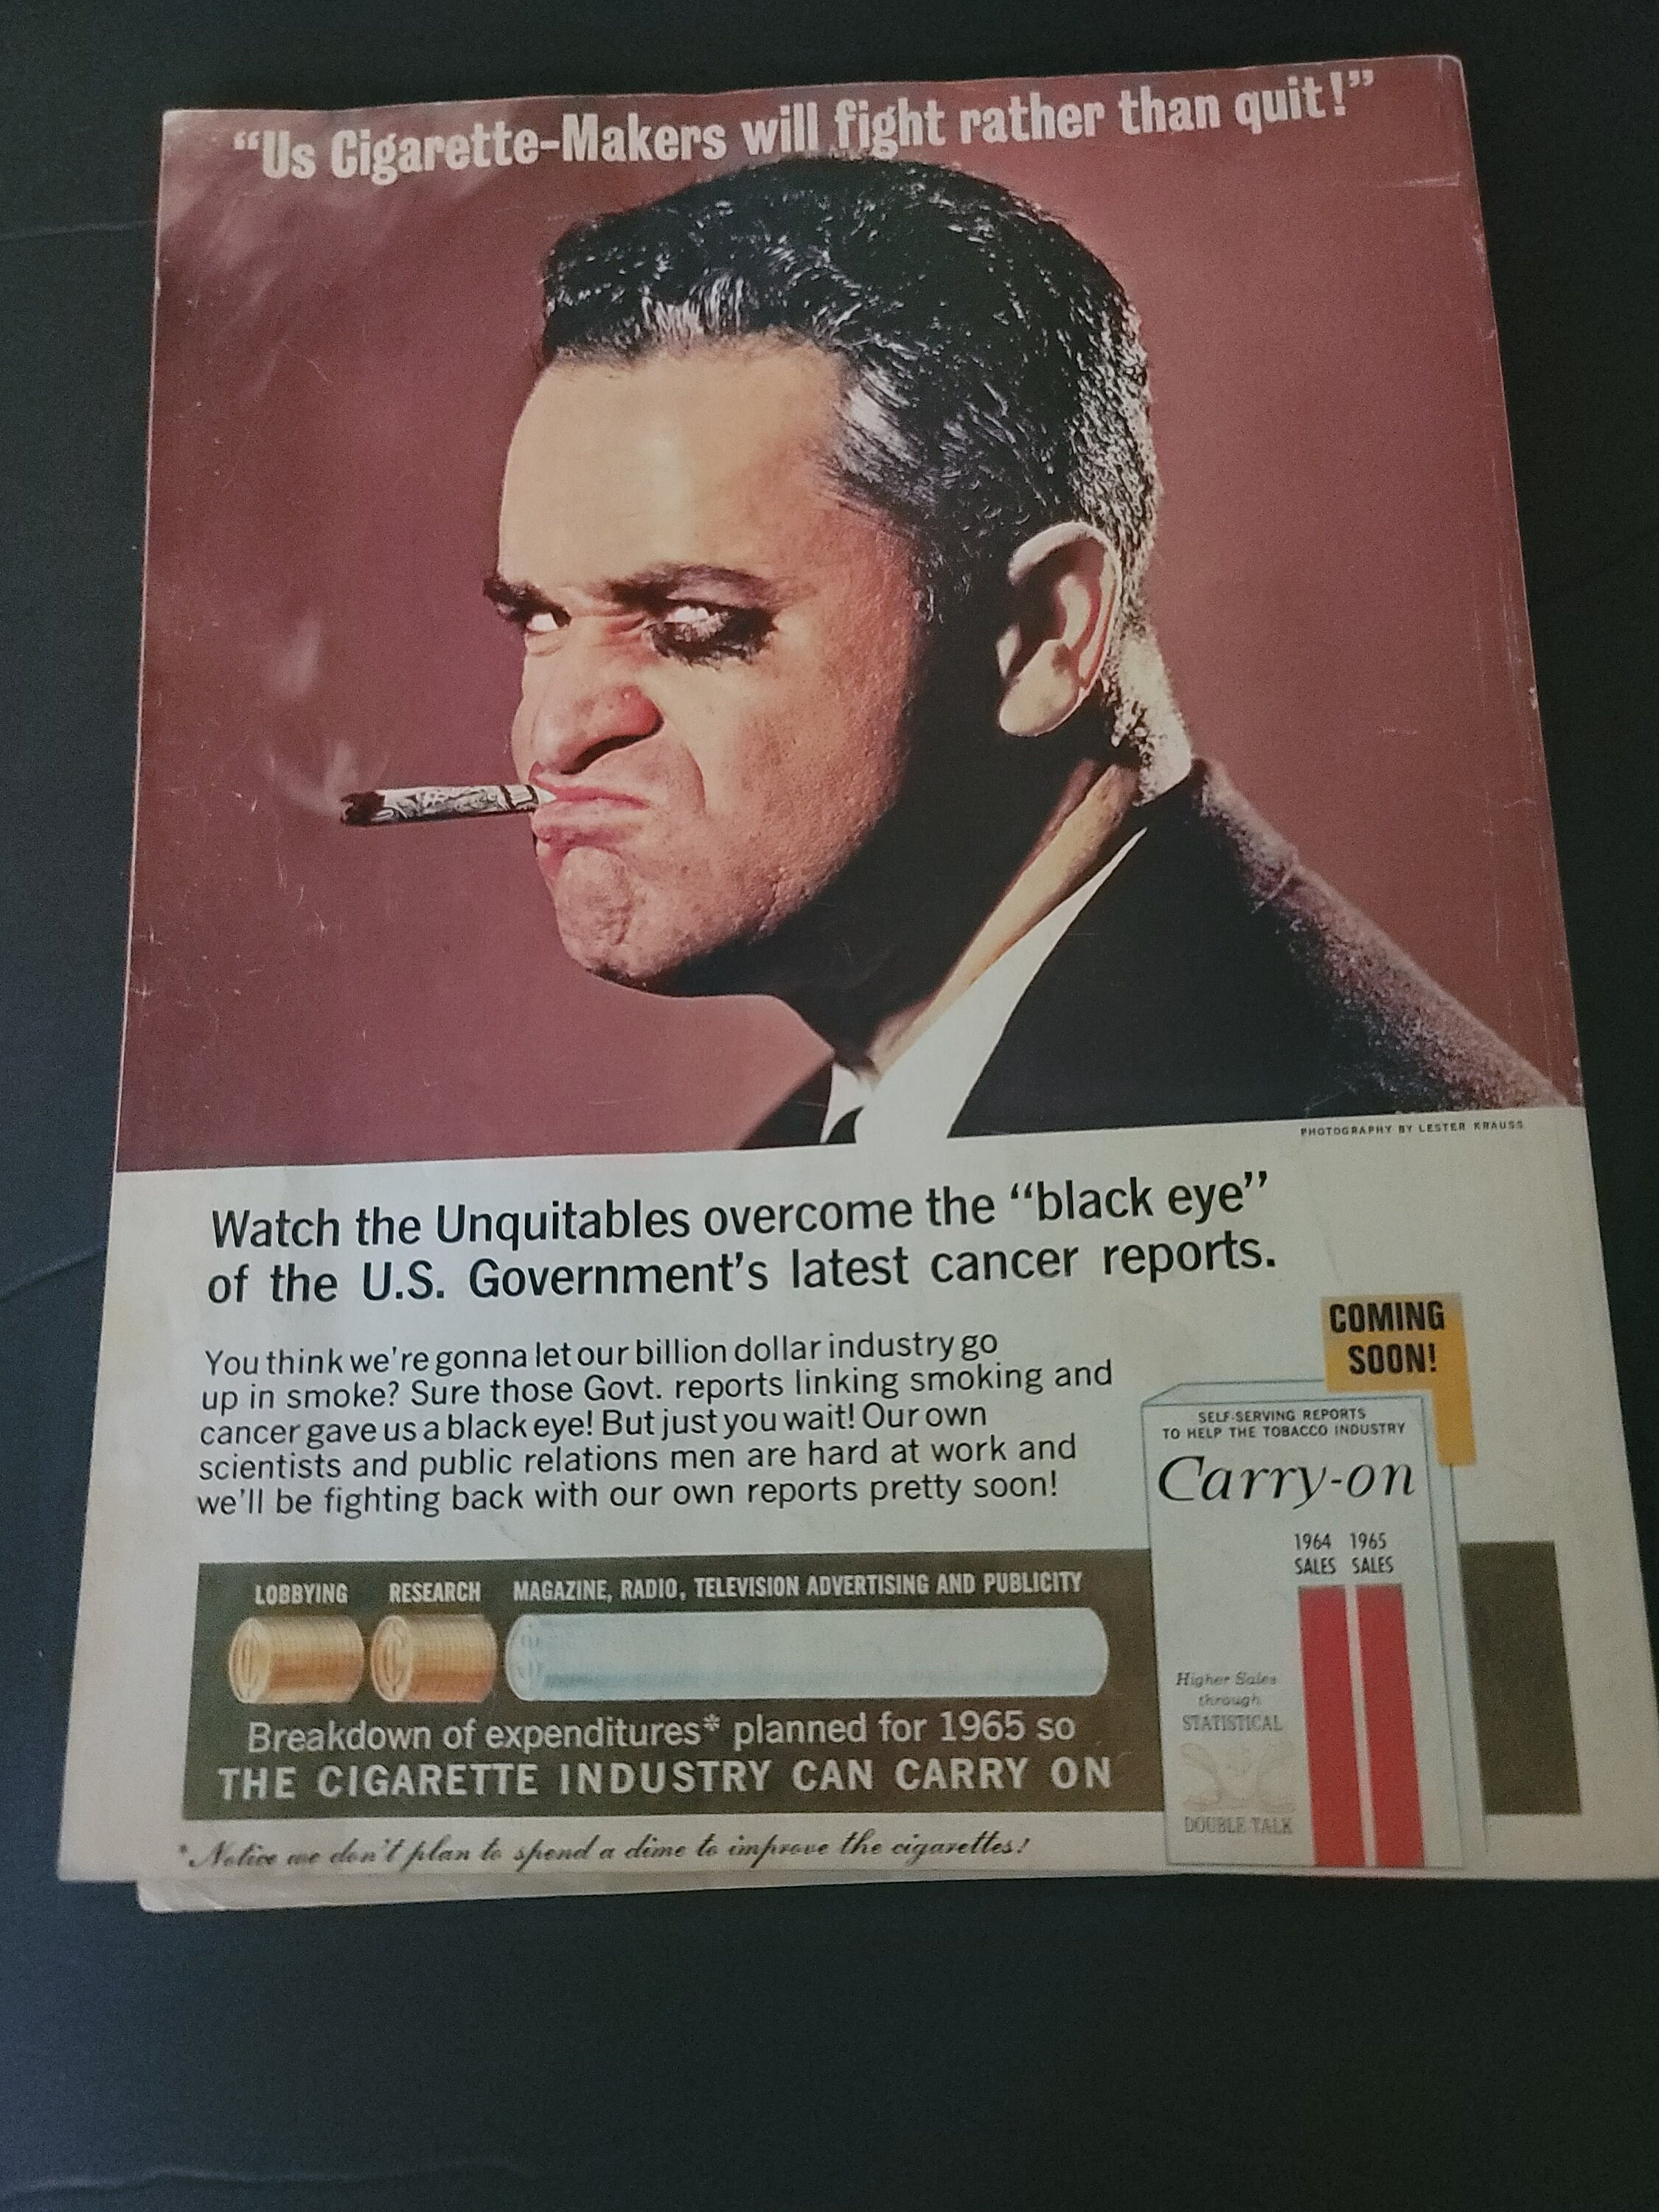 “Us Cigarette-Makers will fight rather than quit!”
PHOTOGRAPHY BY LESTER KRAUSS
Watch the Unquitables overcome the “black eye”
of the U.S. Government’s latest cancer reports.
You think we’re gonna let our billion dollar industry go
up in smoke? Sure those Govt. reports linking smoking and
cancer gave us a black eye! But just you wait! Our own
scientists and public relations men are hard at work and
we’ll be fighting back with our own reports pretty soon!
COMING
SOON!
SELF-SERVING REPORTS
TO HELP THE TOBACCO INDUSTRY
Carry-on
1964 1965
SALES SALES
Higher Sales
through
STATISTICAL
DOUBLE TALK
LOBBYING RESEARCH MAGAZINE, RADIO, TELEVISION ADVERTISING AND PUBLICITY
Breakdown of expenditures* planned for 1965 so
THE CIGARETTE INDUSTRY CAN CARRY ON
*Notice we don’t plan to spend a dime to improve the cigarettes!